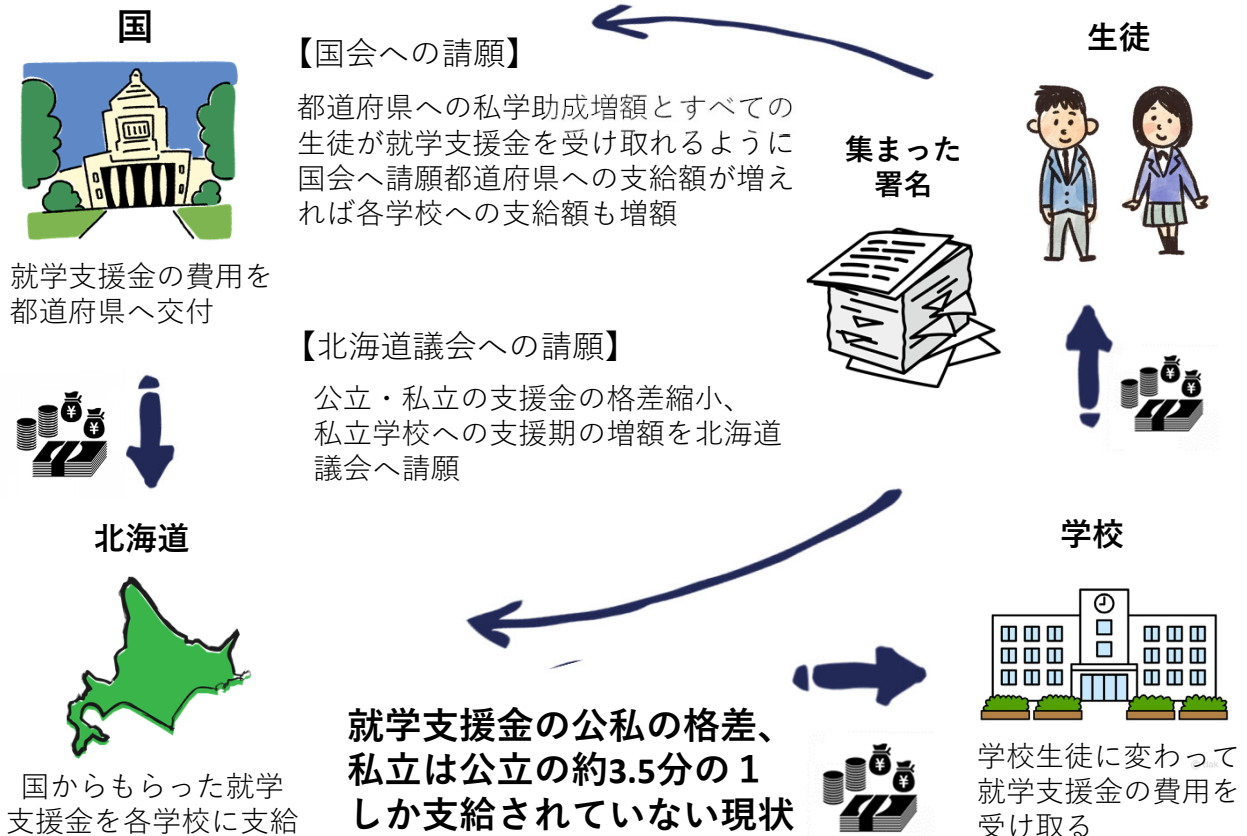 国
【国会への請願】
都道府県への私学助成増額とすべての
生徒が就学支援金を受け取れるように
国会へ請願都道府県への支給額が増え
れば各学校への支給額も増額
生徒
集まった
署名
就学支援金の費用を
都道府県へ交付
【北海道議会への請願】
公立・私立の支援金の格差縮小、
私立学校への支援期の増額を北海道
議会へ請願
北海道
学校
国からもらった就学
支援金を各学校に支給
就学支援金の公私の格差、
私立は公立の約3.5分の１
しか支給されていない現状
学校生徒に変わって
就学支援金の費用を
受け取る
¥
¥
¥
¥
¥
¥